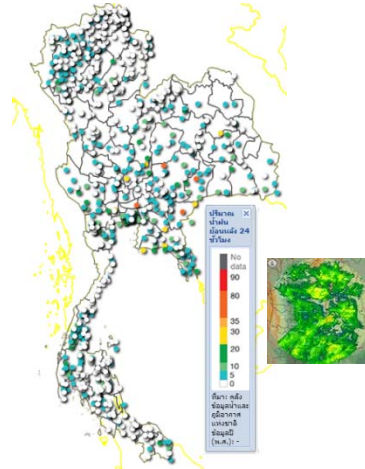 ปริมาณ
น้ำฝน
ย้อนหลัง 24
ชั่วโมง
No
data
90
80
35
30
20
10
5
0
ที่มา: คลัง
ข้อมูลน้ำและ
ภูมิอากาศ
แห่งชาติ
ข้อมูลปี
(พ.ศ.): -